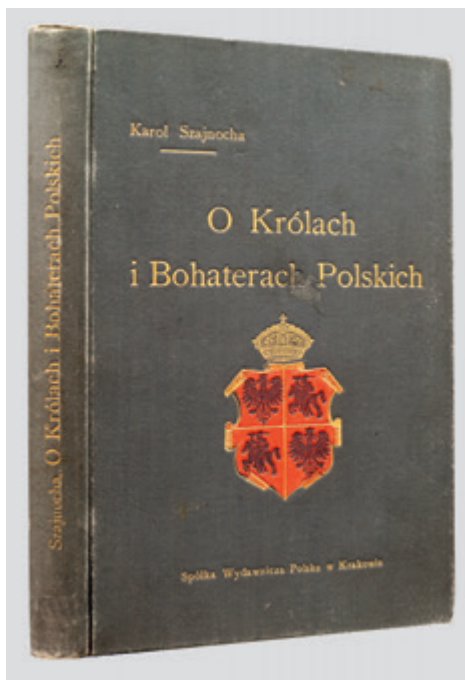 Szajnocha, O Królach i Bohaterach Polskich
Karol Szajnocha
O Królach
i Bohaterach Polskich
Spółka Wydawnicza Polska w Krakowie